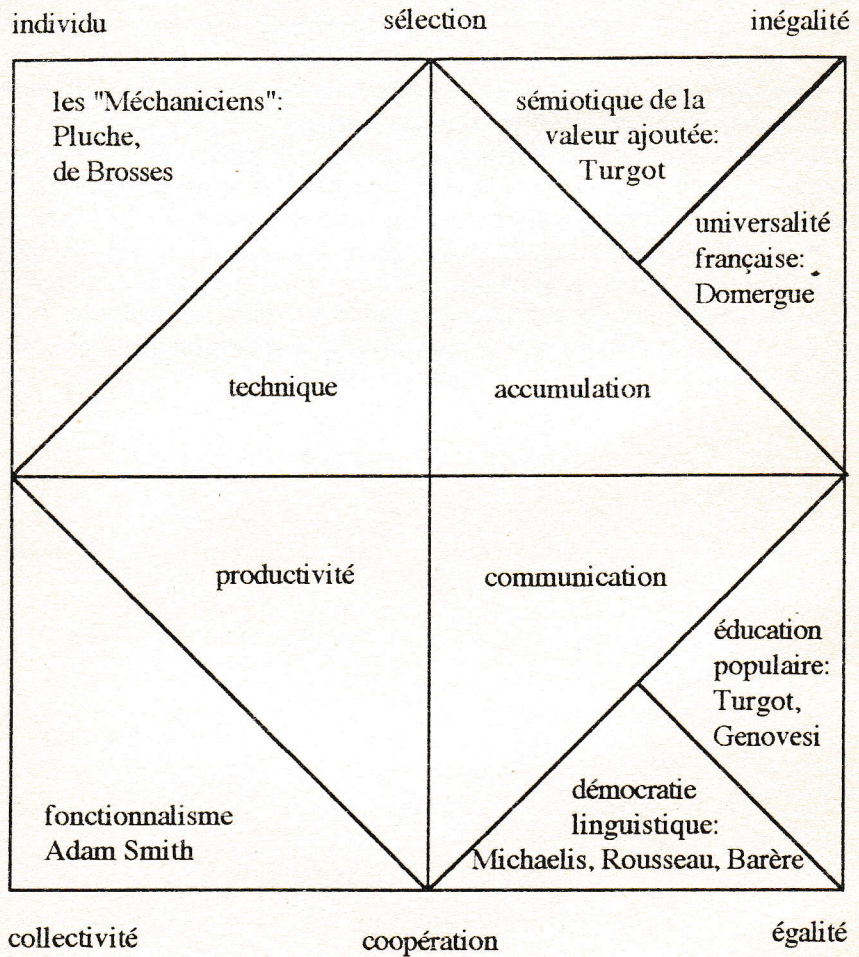 individu
sélection
inégalité
les "Méchaniciens":
Pluche,
de Brosses
sémiotique de la
valeur ajoutée:
Turgot
universalité
française:
Domergue
technique
accumulation
productivité
communication
éducation
populaire:
Turgot,
Genovesi
fonctionnalisme
Adam Smith
démocratie
linguistique:
Michaelis, Rousseau, Barère
collectivité
coopération
égalité